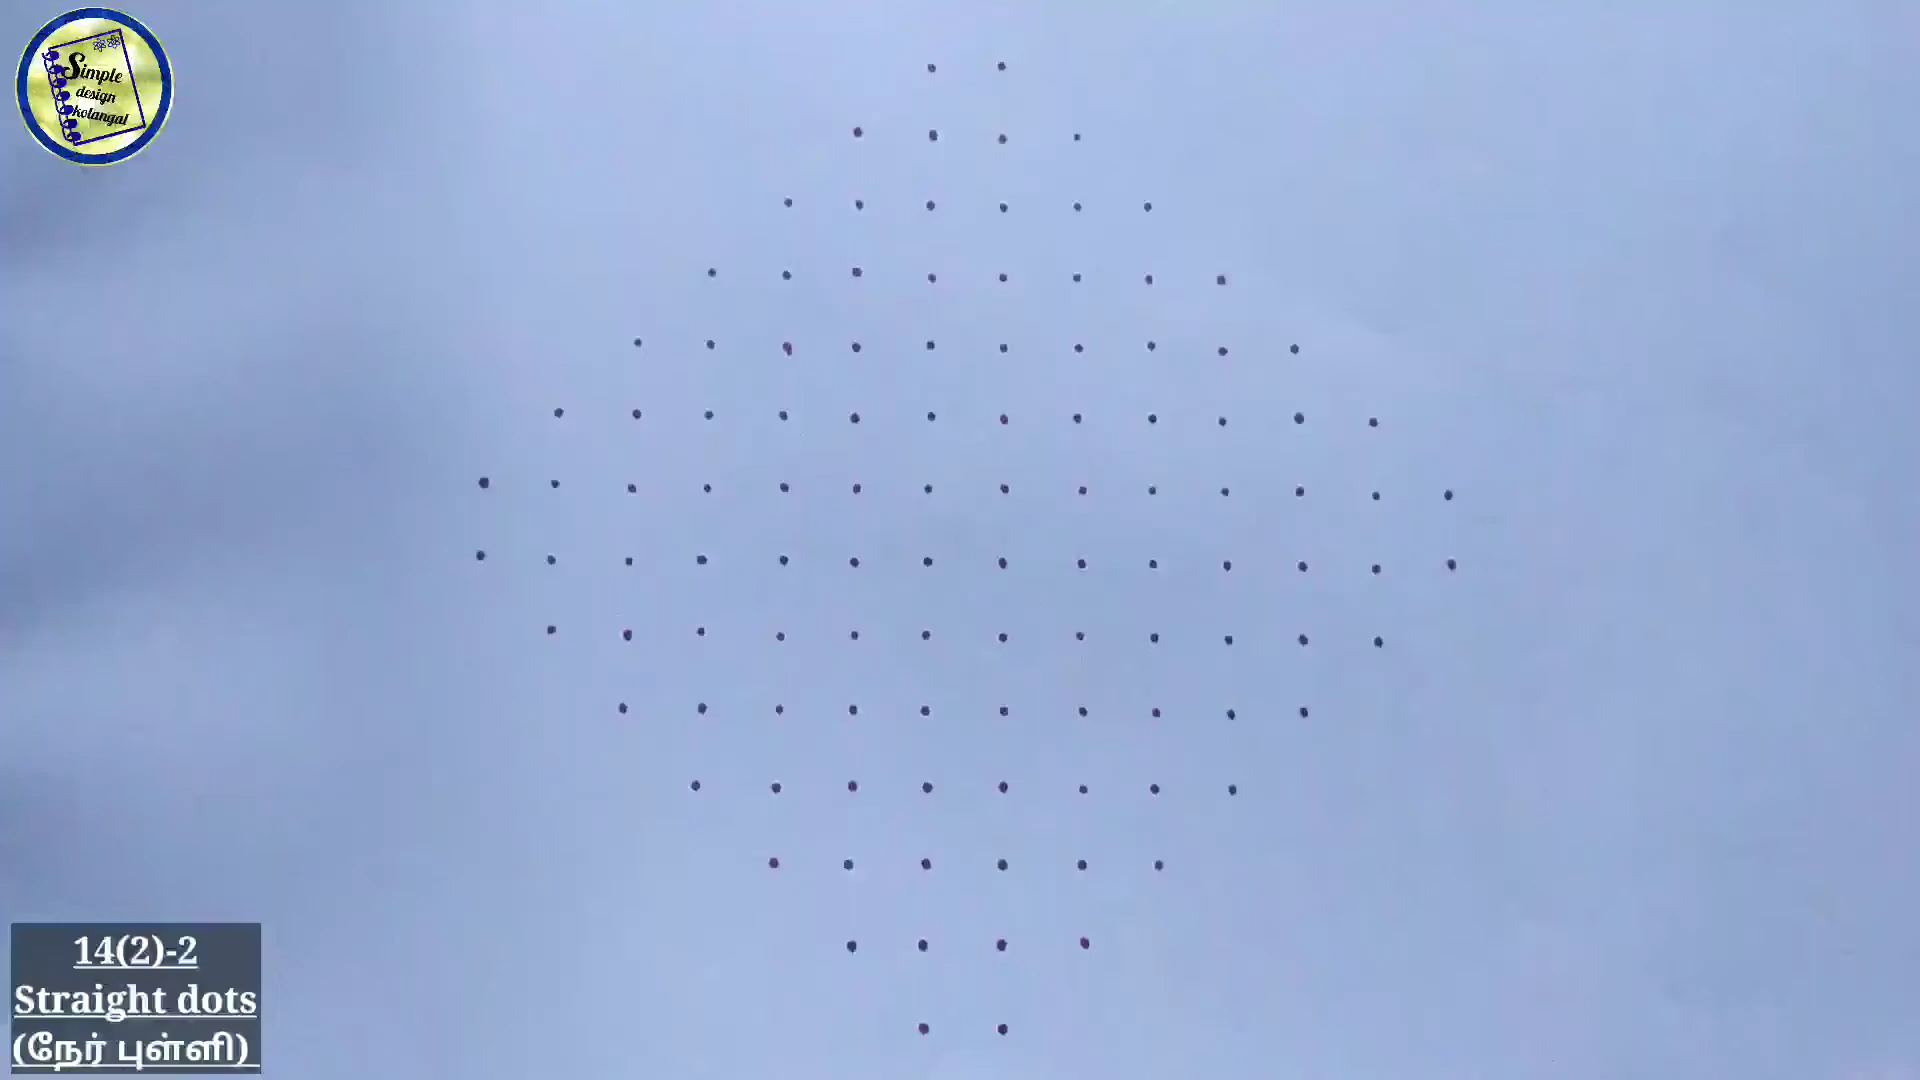 Simple
design
kolangal
14(2)-2
Straight dots
(நேர் புள்ளி)